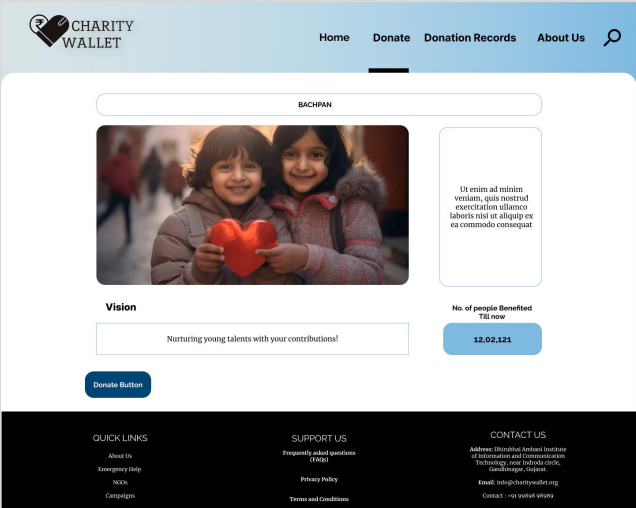 CHARITY
WALLET
Home
Donate
Donation Records
About Us
BACHPAN
Ut enim ad minim
veniam, quis nostrud
exercitation ullamco
laboris nisi ut aliquip ex
ea commodo consequat
Vision
Nurturing young talents with your contributions!
No. of people Benefited
Till now
12,02,121
Donate Button
QUICK LINKS
About Us
Emergency Help
NGOs
Campaigns
SUPPORT US
Frequently asked questions
(FAQs)
Privacy Policy
Terms and Conditions
CONTACT US
Address: Dhirubhai Ambani Institute
of Information and Communication
Technology, near Indroda circle,
Gandhinagar, Gujarat.
Email: info@charitywallet.org
Contact : +91 99898 98989